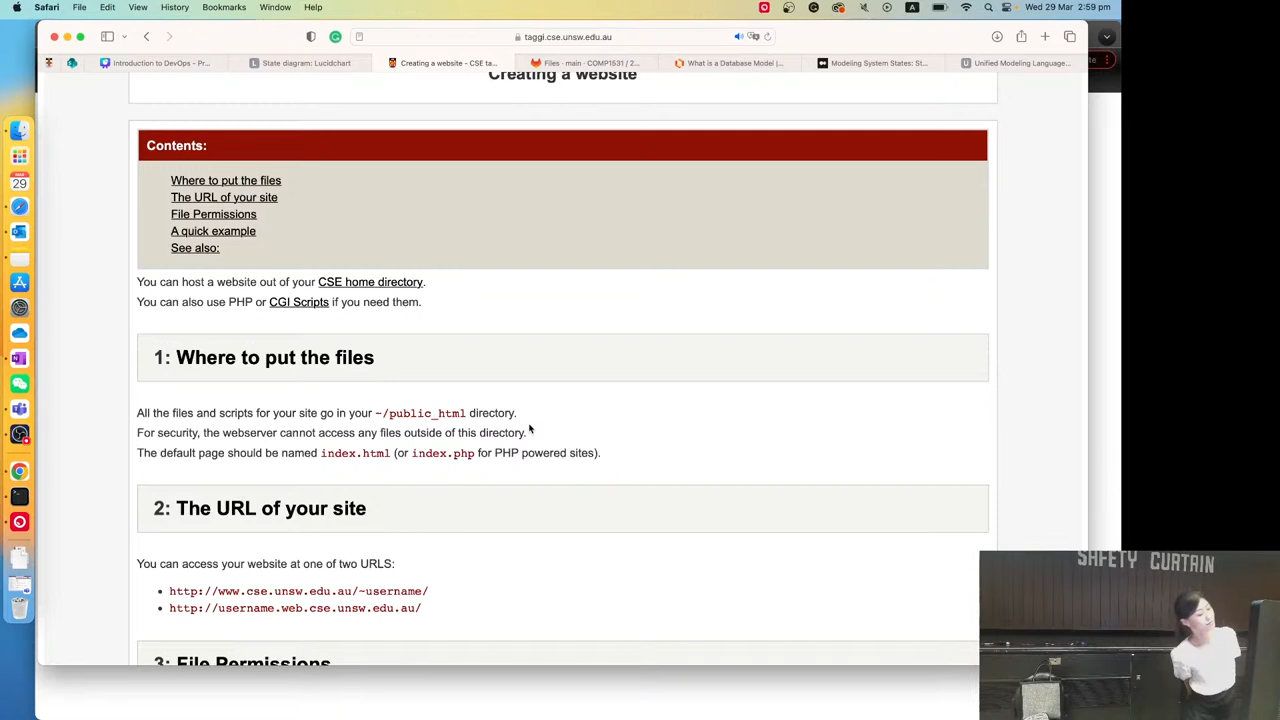 Safari File Edit View History Bookmarks Window Help
A
Wed 29 Mar 2:59 pm
taggi.cse.unsw.edu.au
Introduction to DevOps - Pr...
State diagram: Lucidchart
Creating a website - CSE ta...
Files · main · COMP1531 / 2...
What is a Database Model |...
Modeling System States: St...
Unified Modeling Language...
Creating a website
Contents:
Where to put the files
The URL of your site
File Permissions
A quick example
See also:
You can host a website out of your CSE home directory.
You can also use PHP or CGI Scripts if you need them.
1: Where to put the files
All the files and scripts for your site go in your ~/public_html directory.
For security, the webserver cannot access any files outside of this directory.
The default page should be named index.html (or index.php for PHP powered sites).
2: The URL of your site
You can access your website at one of two URLS:
• http://www.cse.unsw.edu.au/~username/
• http://username.web.cse.unsw.edu.au/
3: File Permissions
29
SAFETY CURTAIN